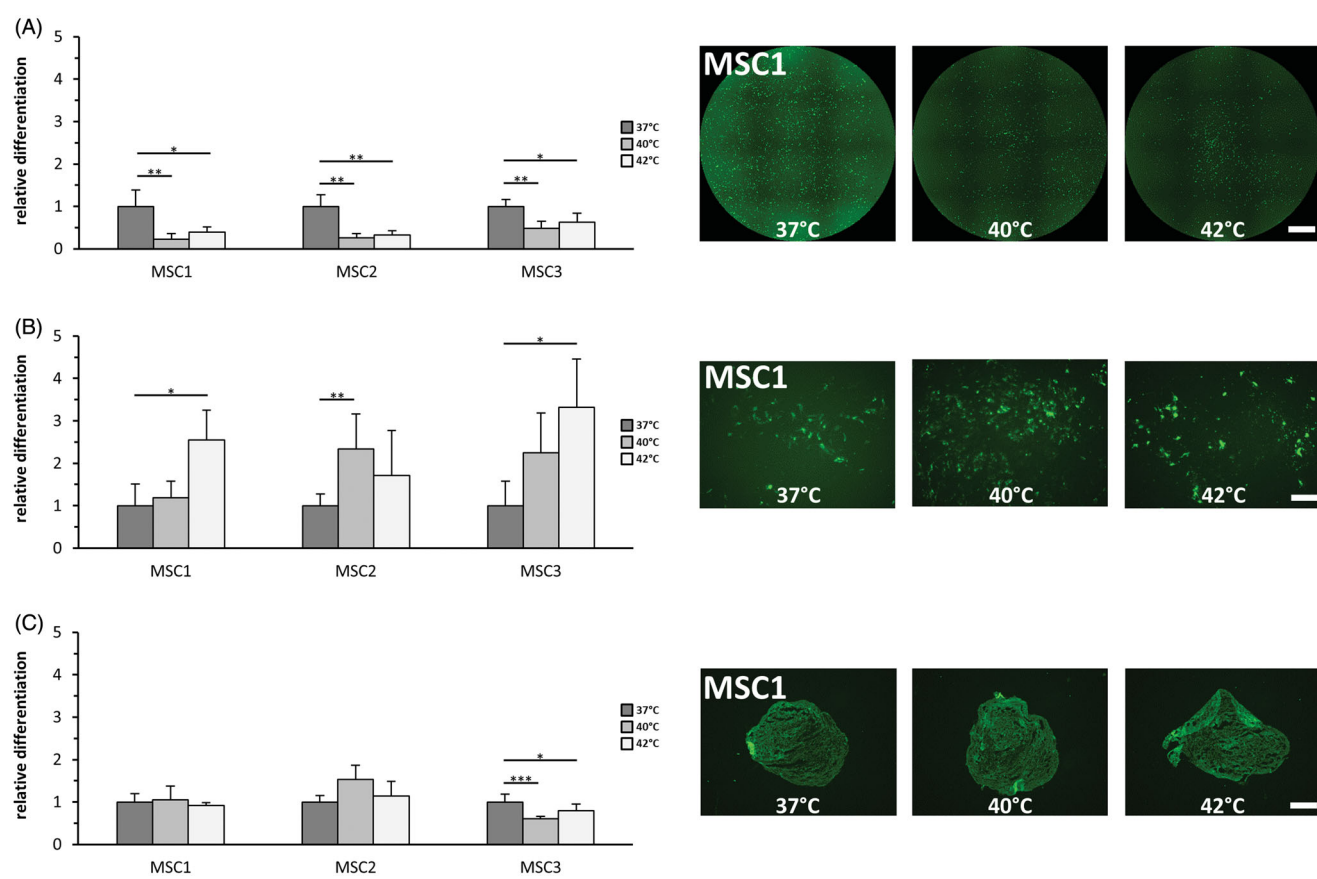 (A)
relative differentiation
5
4
3
2
1
0
* ** ** ** * **
MSC1 MSC2 MSC3
37°C
40°C
42°C
MSC1
37°C 40°C 42°C
(B)
relative differentiation
5
4
3
2
1
0
* ** *
MSC1 MSC2 MSC3
37°C
40°C
42°C
MSC1
37°C 40°C 42°C
(C)
relative differentiation
5
4
3
2
1
0
* ***
MSC1 MSC2 MSC3
37°C
40°C
42°C
MSC1
37°C 40°C 42°C